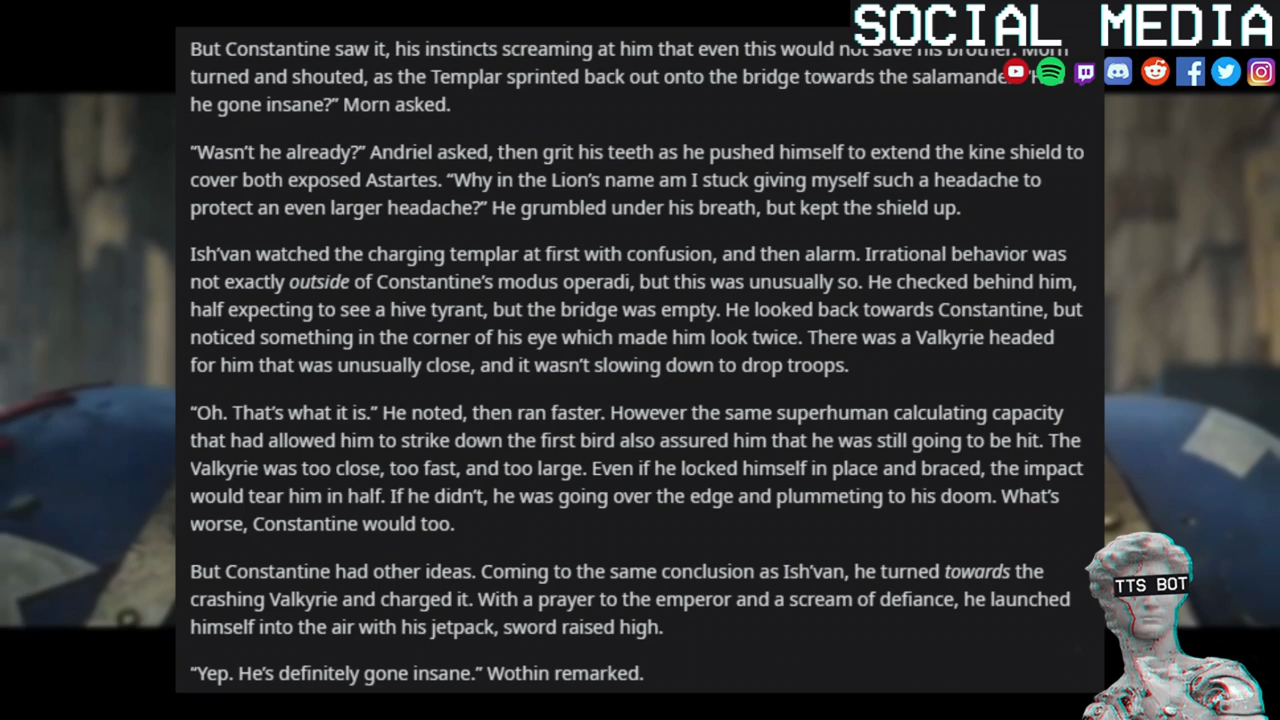 SOCIAL MEDIA
But Constantine saw it, his instincts screaming at him that even this would not save his brother. Morn
turned and shouted, as the Templar sprinted back out onto the bridge towards the salamander.
he gone insane?” Morn asked.
“Wasn’t he already?” Andriel asked, then grit his teeth as he pushed himself to extend the kine shield to
cover both exposed Astartes. “Why in the Lion’s name am I stuck giving myself such a headache to
protect an even larger headache?” He grumbled under his breath, but kept the shield up.
Ish’van watched the charging templar at first with confusion, and then alarm. Irrational behavior was
not exactly outside of Constantine’s modus operadi, but this was unusually so. He checked behind him,
half expecting to see a hive tyrant, but the bridge was empty. He looked back towards Constantine, but
noticed something in the corner of his eye which made him look twice. There was a Valkyrie headed
for him that was unusually close, and it wasn’t slowing down to drop troops.
“Oh. That’s what it is.” He noted, then ran faster. However the same superhuman calculating capacity
that had allowed him to strike down the first bird also assured him that he was still going to be hit. The
Valkyrie was too close, too fast, and too large. Even if he locked himself in place and braced, the impact
would tear him in half. If he didn’t, he was going over the edge and plummeting to his doom. What’s
worse, Constantine would too.
But Constantine had other ideas. Coming to the same conclusion as Ish’van, he turned towards the
crashing Valkyrie and charged it. With a prayer to the emperor and a scream of defiance, he launched
himself into the air with his jetpack, sword raised high.
“Yep. He’s definitely gone insane.” Wothin remarked.
TTS BOT